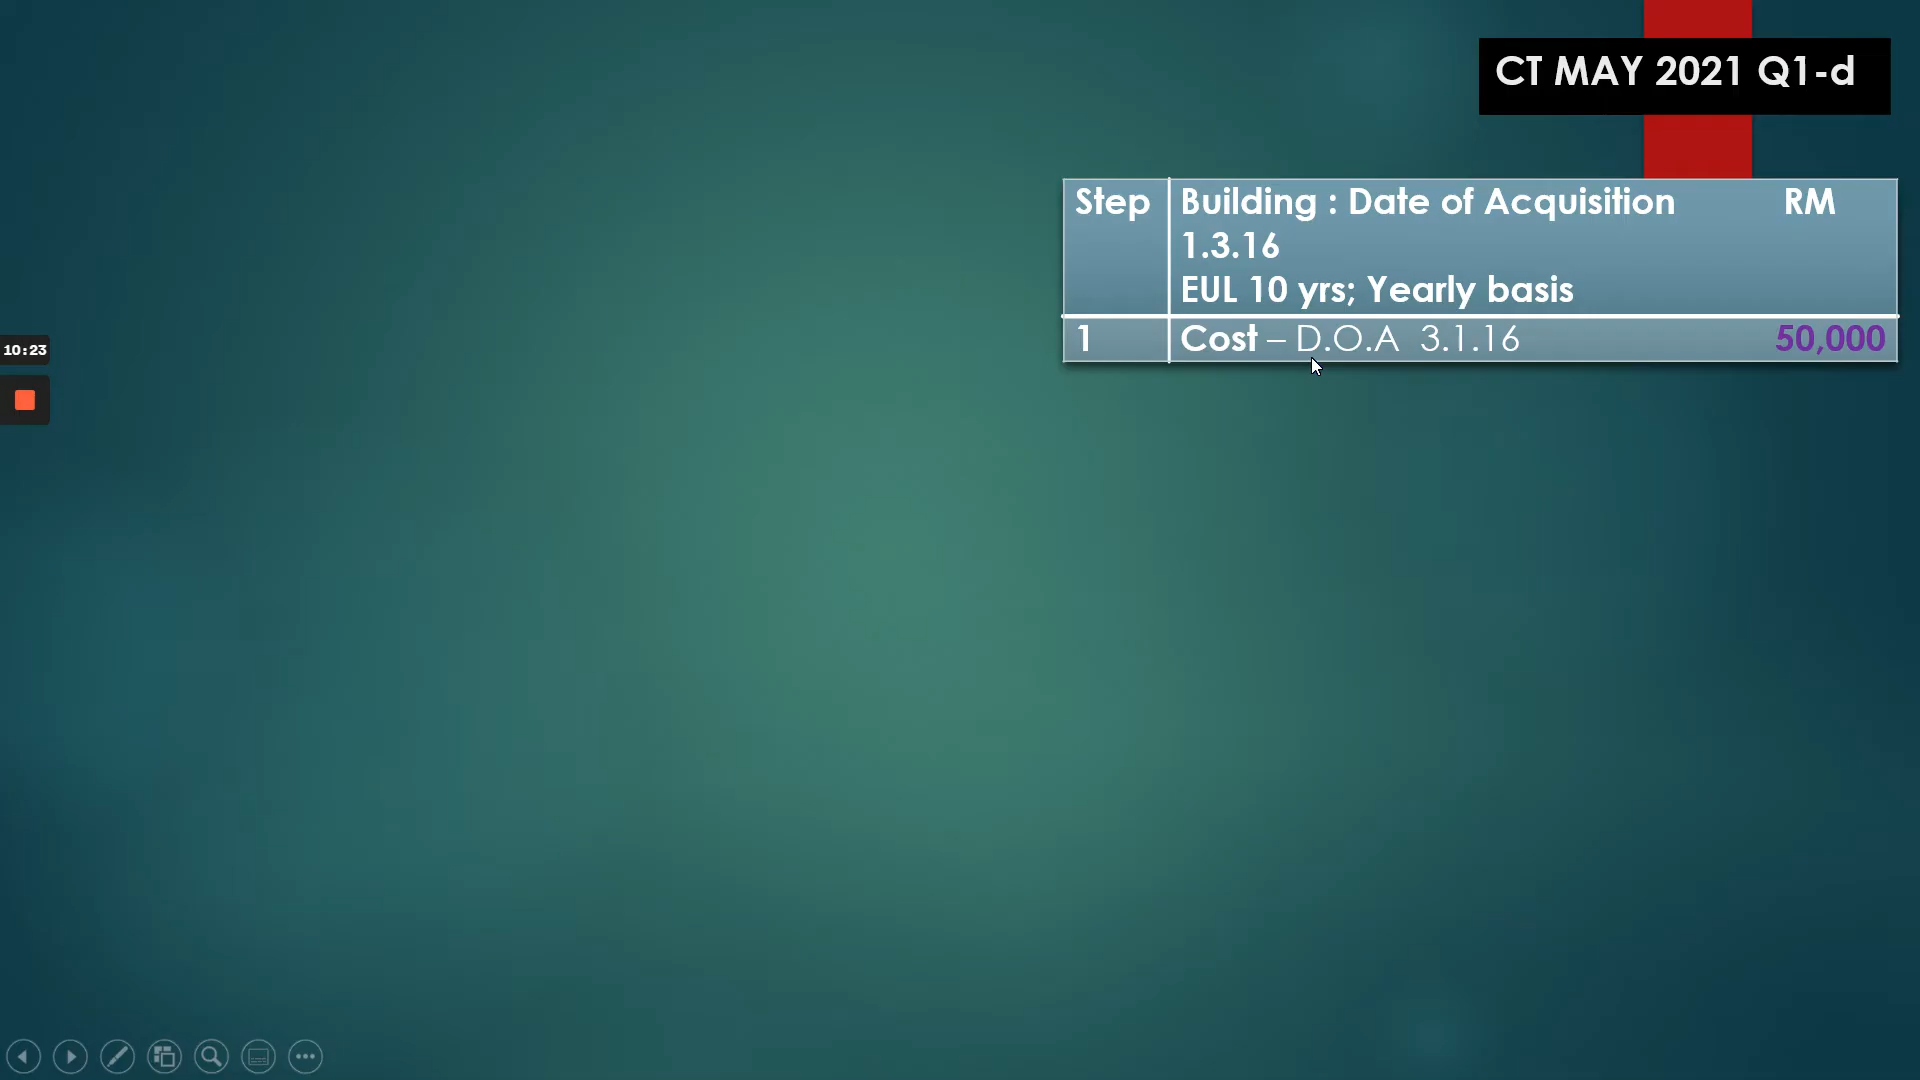 CT MAY 2021 Q1-d
Step Building : Date of Acquisition RM
1.3.16
EUL 10 yrs; Yearly basis
1 Cost – D.O.A 3.1.16 50,000
10:23